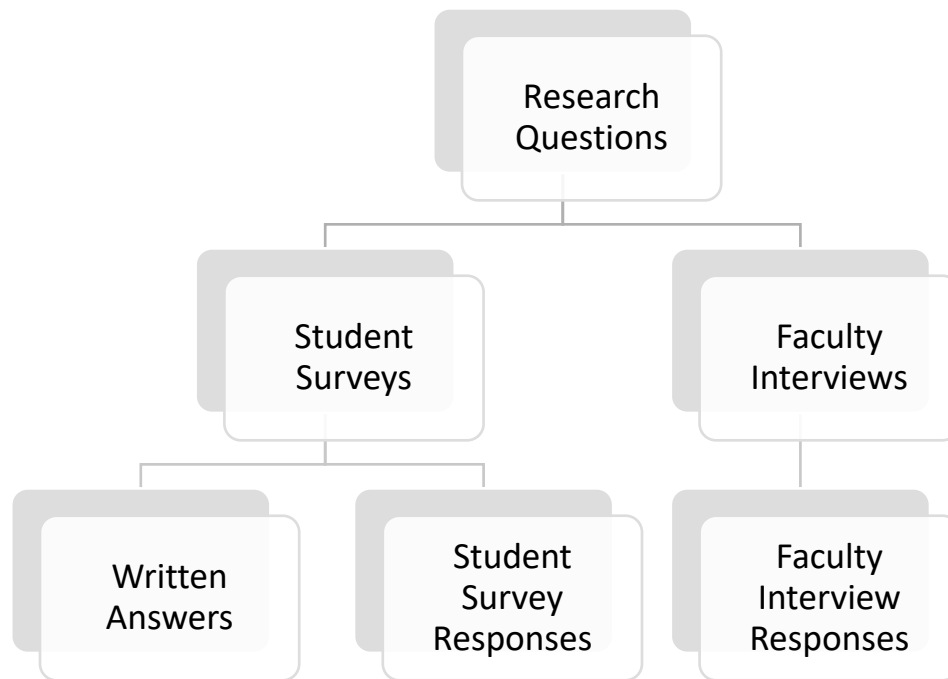 Research
Questions
Student
Surveys
Faculty
Interviews
Written
Answers
Student
Survey
Responses
Faculty
Interview
Responses